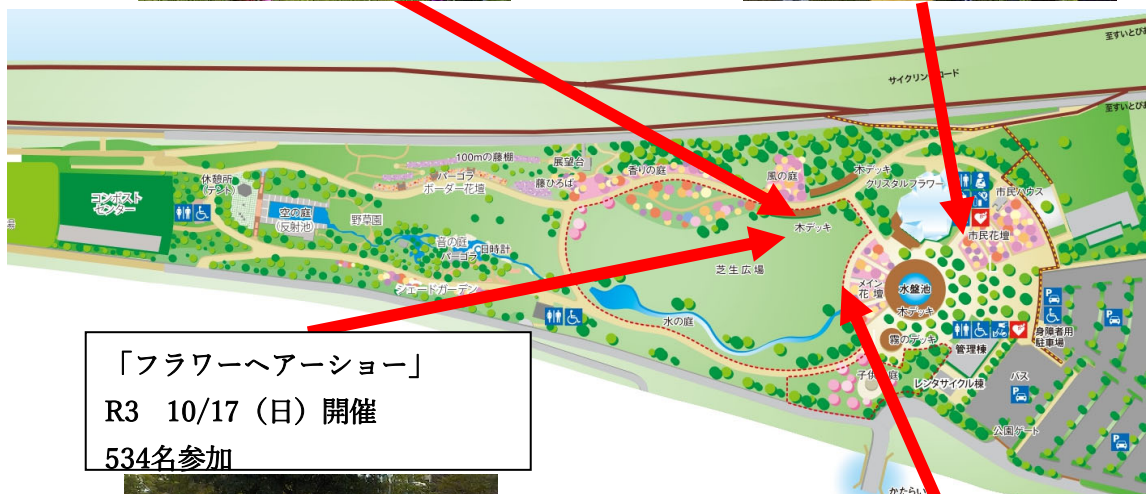 至すいとぴあ
サイクリングロード
至すいとぴあ
100mの藤棚
展望台
パーゴラ
ボーダー花壇
藤ひろば
香りの庭
風の庭
木デッキ
クリスタルフラワー
市民ハウス
休憩所
(テント)
コンポスト
センター
空の庭
(反射池)
野草園
音の庭
日時計
パーゴラ
木デッキ
市民花壇
芝生広場
シェードガーデン
メイン
花壇
水盤池
木デッキ
水の庭
霧のデッキ
管理棟
身障者用
駐車場
P
P
子供の庭
レンタサイクル棟
バス
P
公園ゲート
P
かたらい
「フラワーヘアーショー」
R3 10/17（日）開催
534名参加